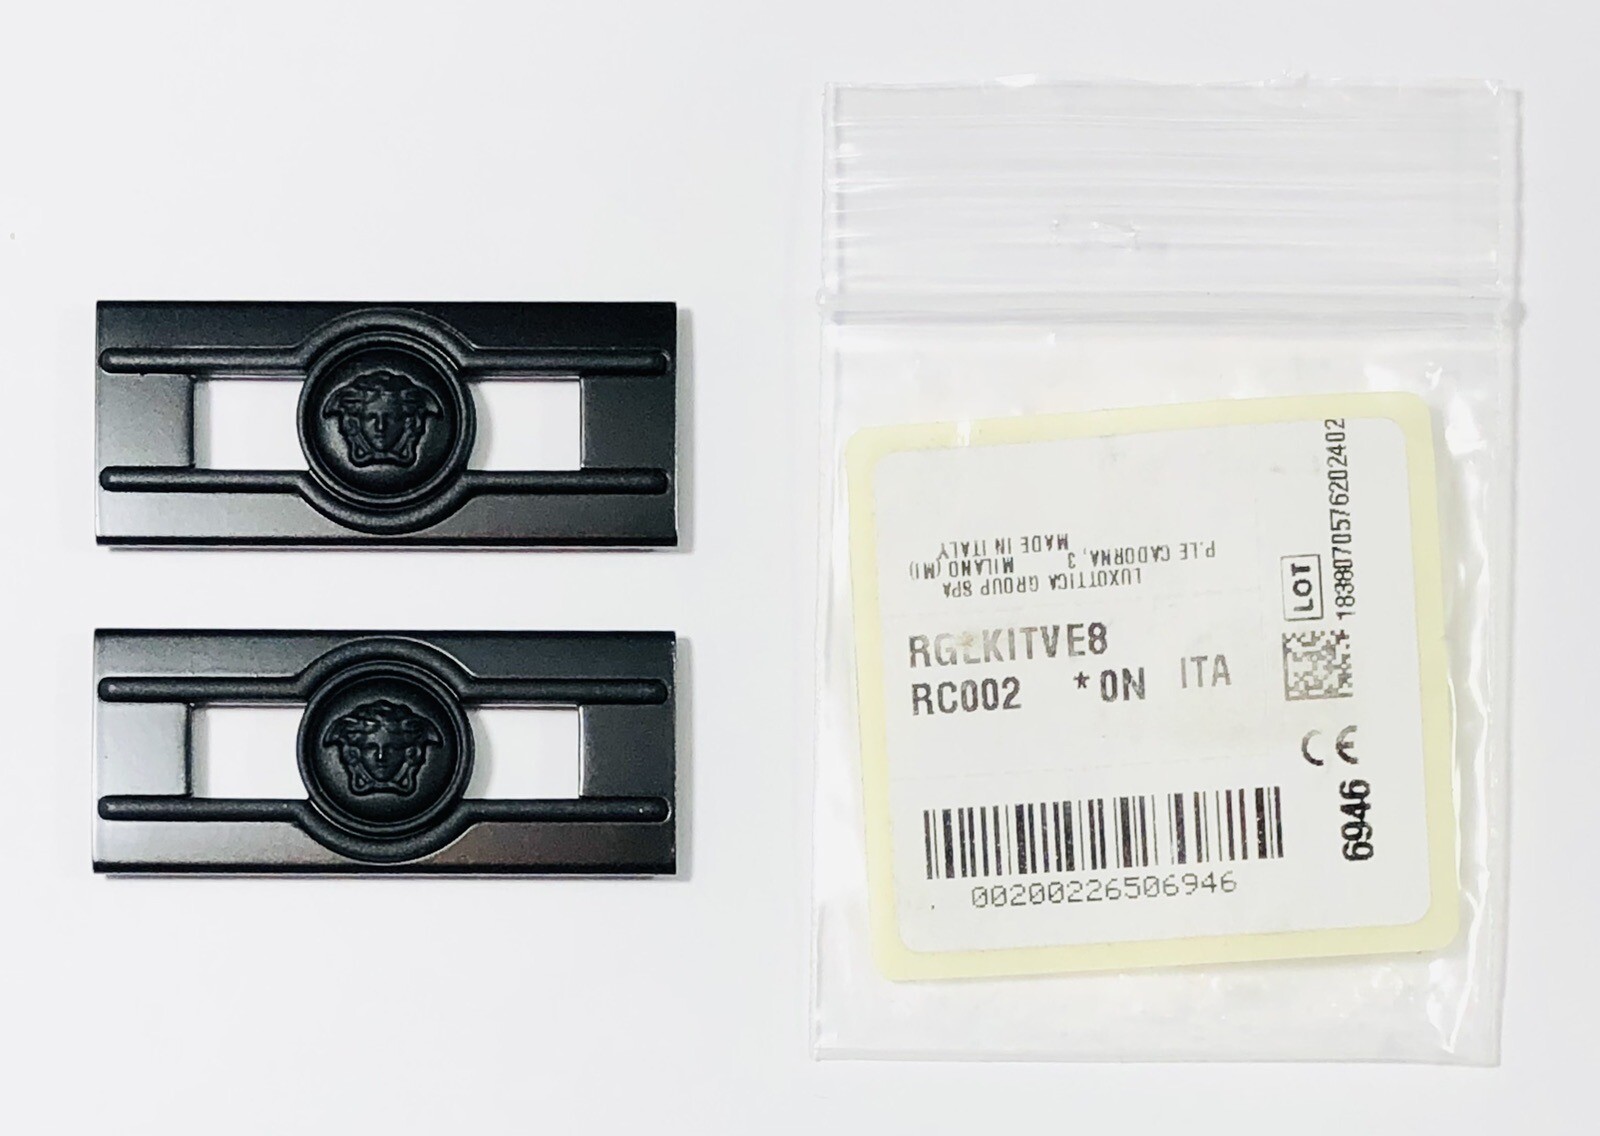 LUXOTTICA GROUP SPA
P.LE CADORNA, 3 MILANO (MI)
MADE IN ITALY
RGLKITVE8
RC002 *0N ITA
LOT
1838070576202402
CE
6946
00200226506946